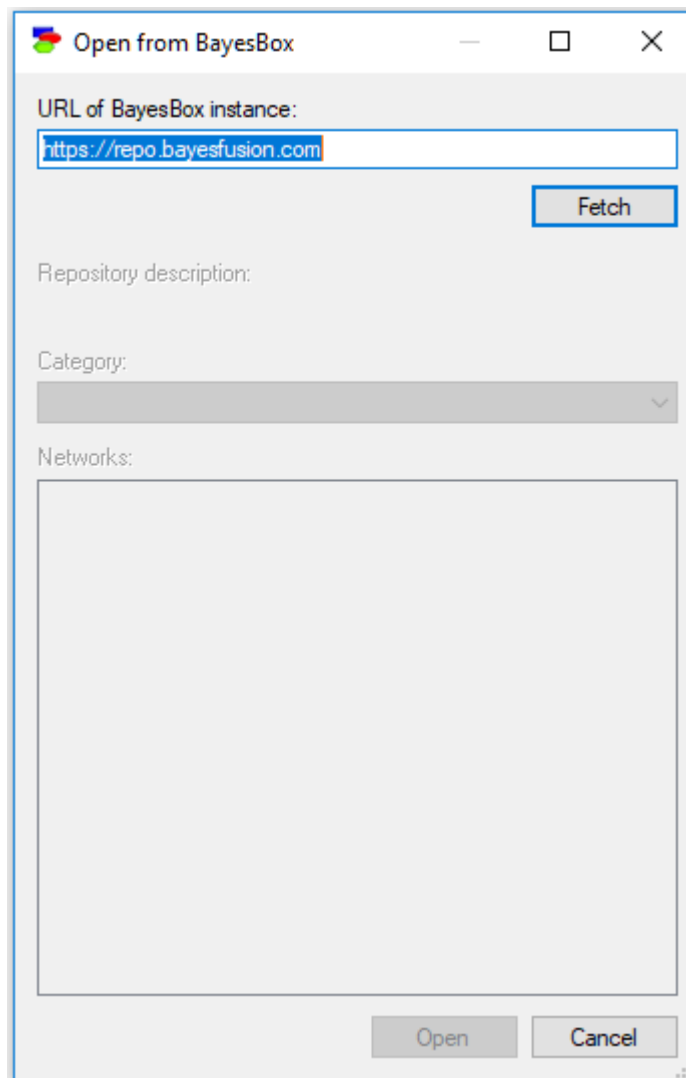 Open from BayesBox
URL of BayesBox instance:
https://repo.bayesfusion.com
Fetch
Repository description:
Category:
Networks:
Open Cancel